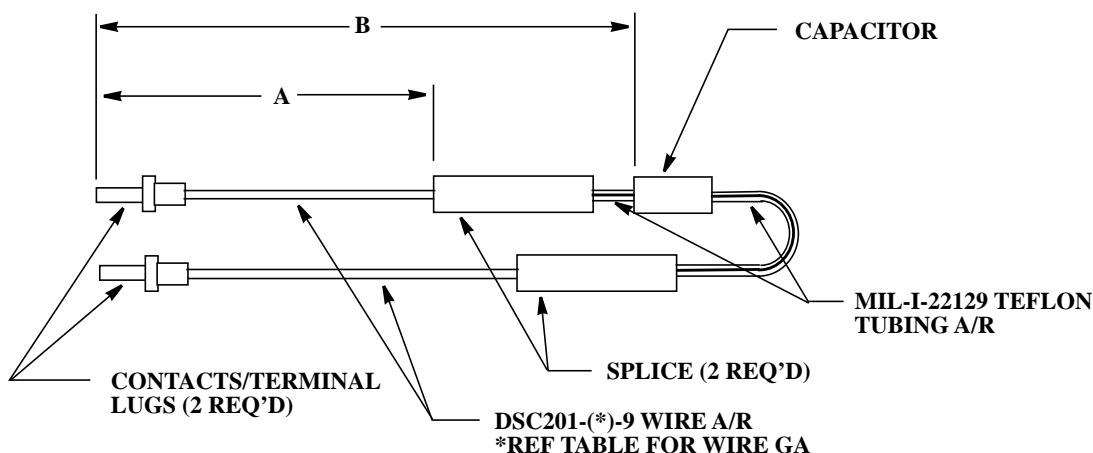 B
CAPACITOR
A
MIL-I-22129 TEFLON
TUBING A/R
SPLICE (2 REQ’D)
CONTACTS/TERMINAL
LUGS (2 REQ’D)
DSC201-(*)-9 WIRE A/R
*REF TABLE FOR WIRE GA